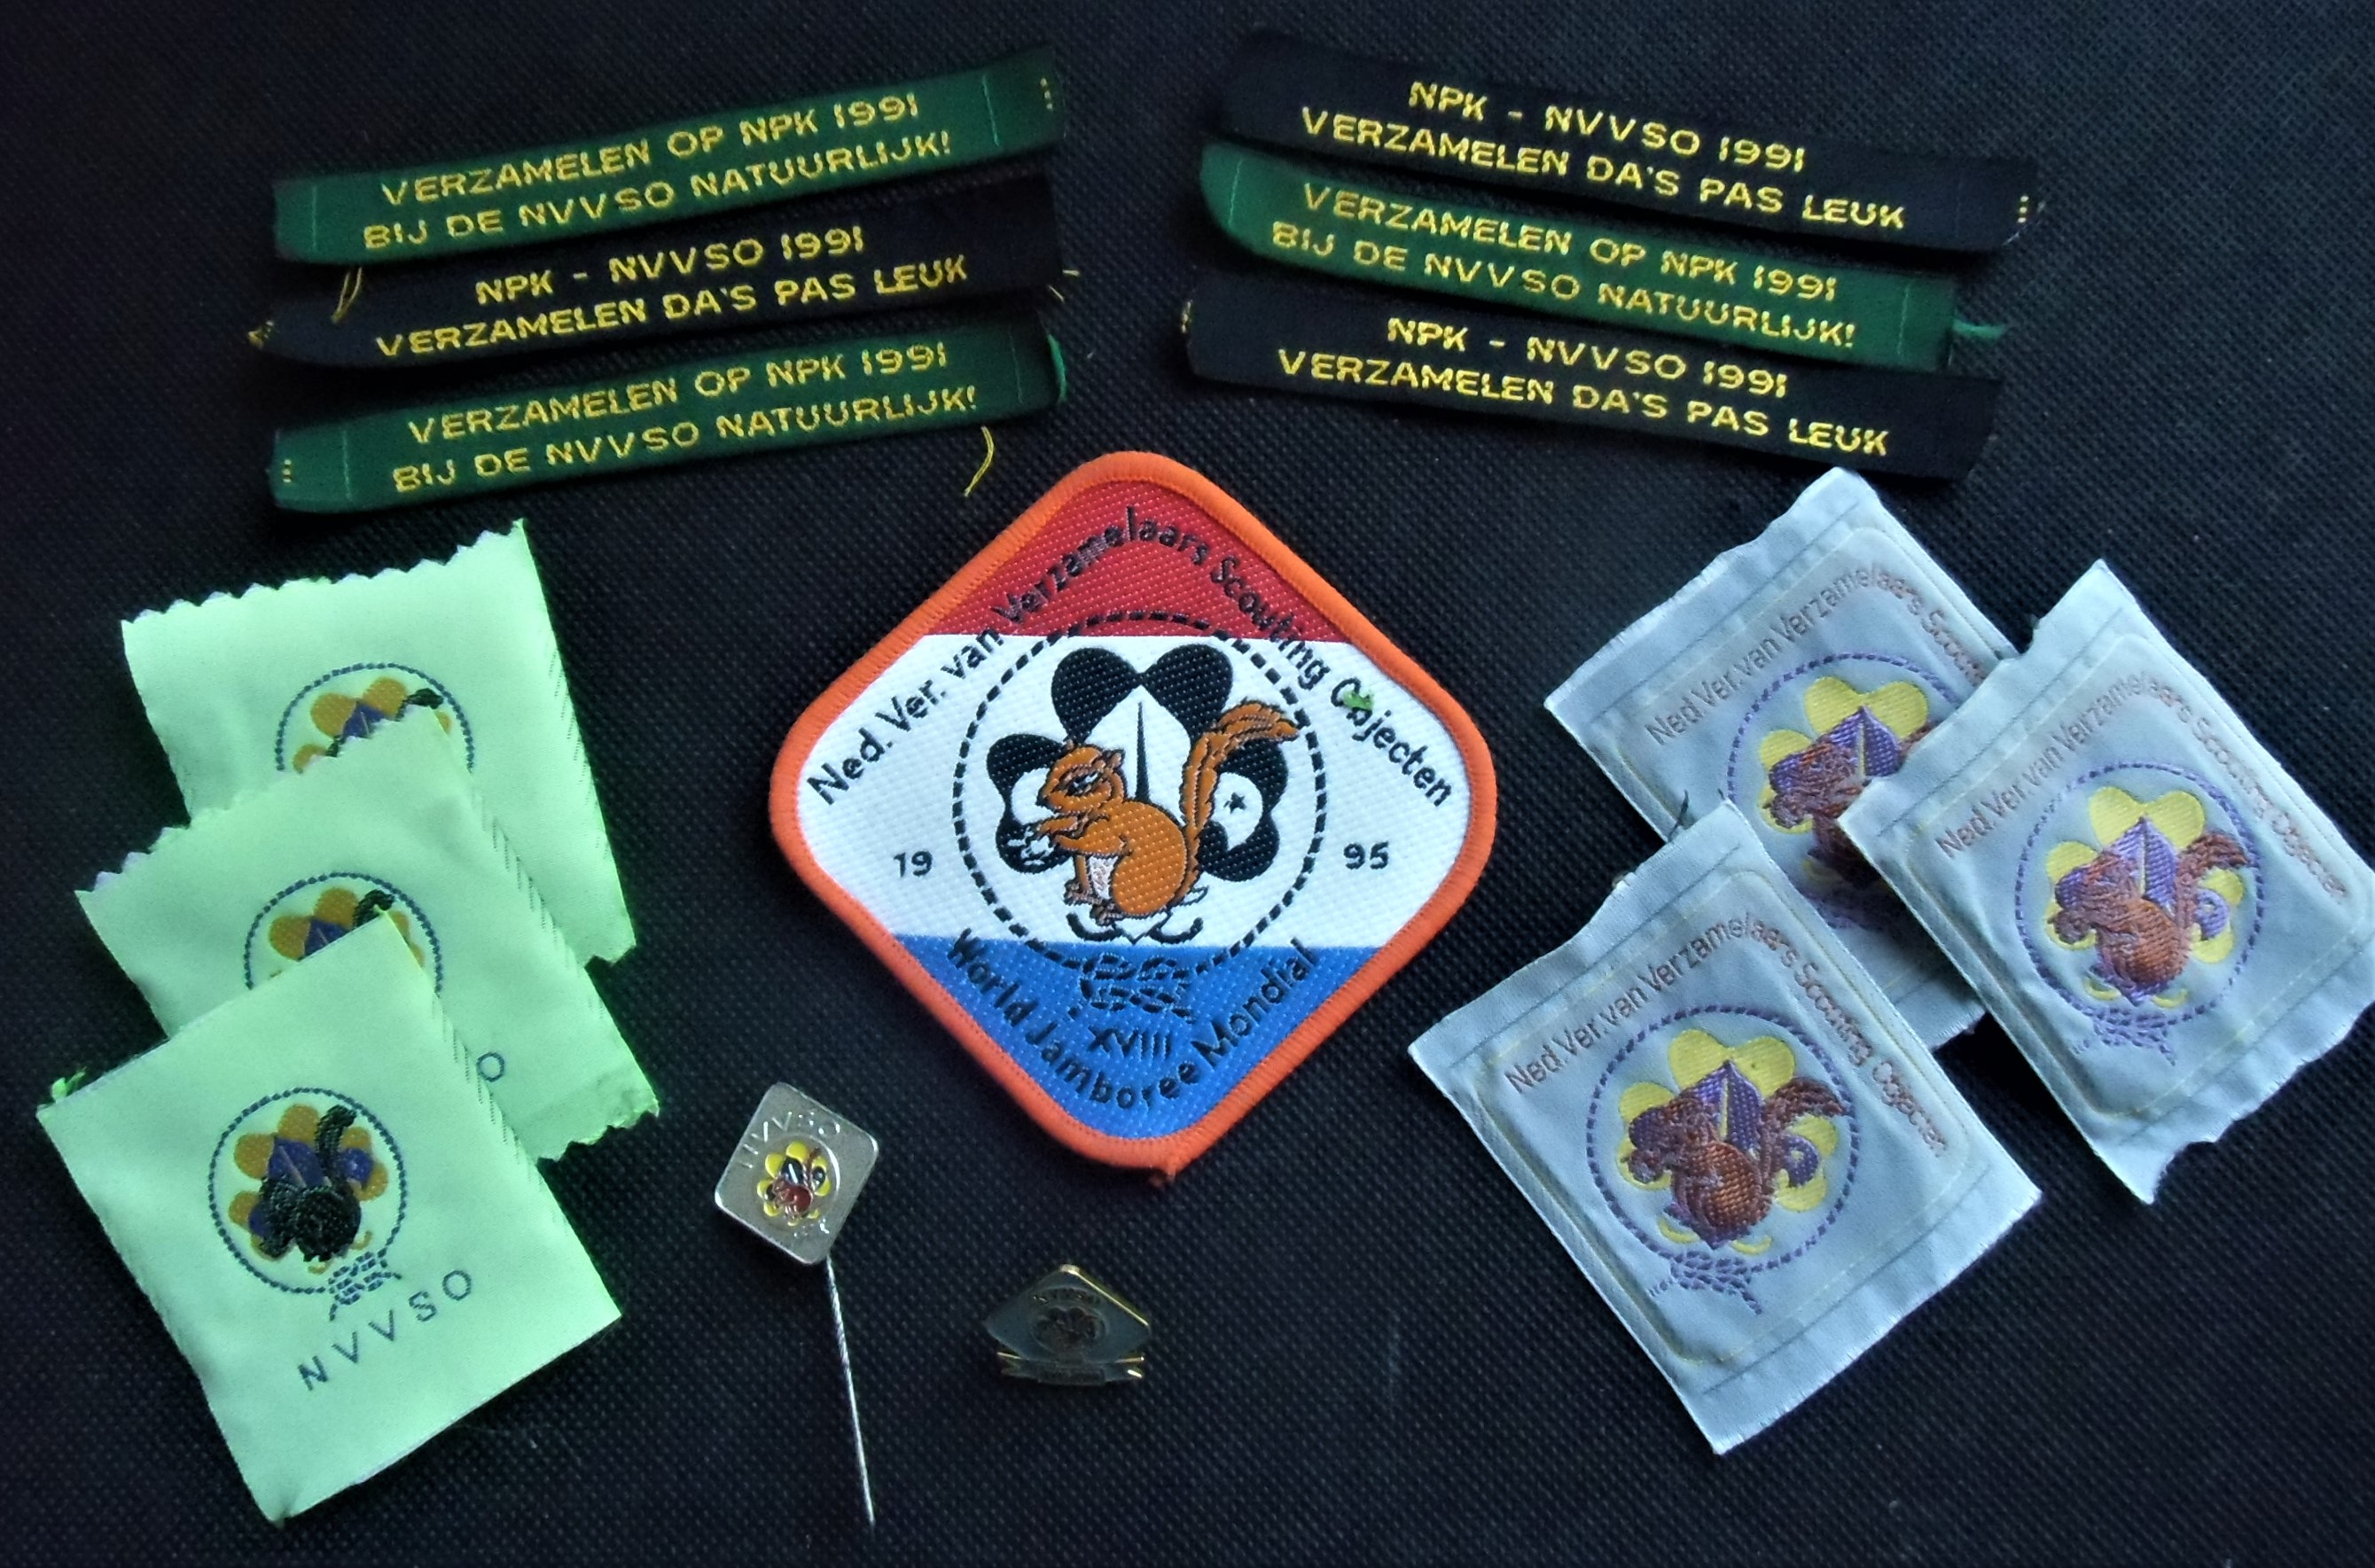 VERZAMELEN OP NPK 1991
BIJ DE NVVSO NATUURLIJK!
NPK - NVVSO 1991
VERZAMELEN DA'S PAS LEUK
VERZAMELEN OP NPK 1991
BIJ DE NVVSO NATUURLIJK!
NPK - NVVSO 1991
VERZAMELEN DA'S PAS LEUK
VERZAMELEN OP NPK 1991
BIJ DE NVVSO NATUURLIJK!
NPK - NVVSO 1991
VERZAMELEN DA'S PAS LEUK
Ned. Ver. van Verzamelaars Scouting Objecten
19 95
XVIII
World Jamboree Mondial
O
NVVSO
NVVSO
Ned. Ver. van Verzamelaars Scouting
Ned. Ver. van Verzamelaars Scouting Ogjecten
Ned. Ver. van Verzamelaars Scouting Ogjecten